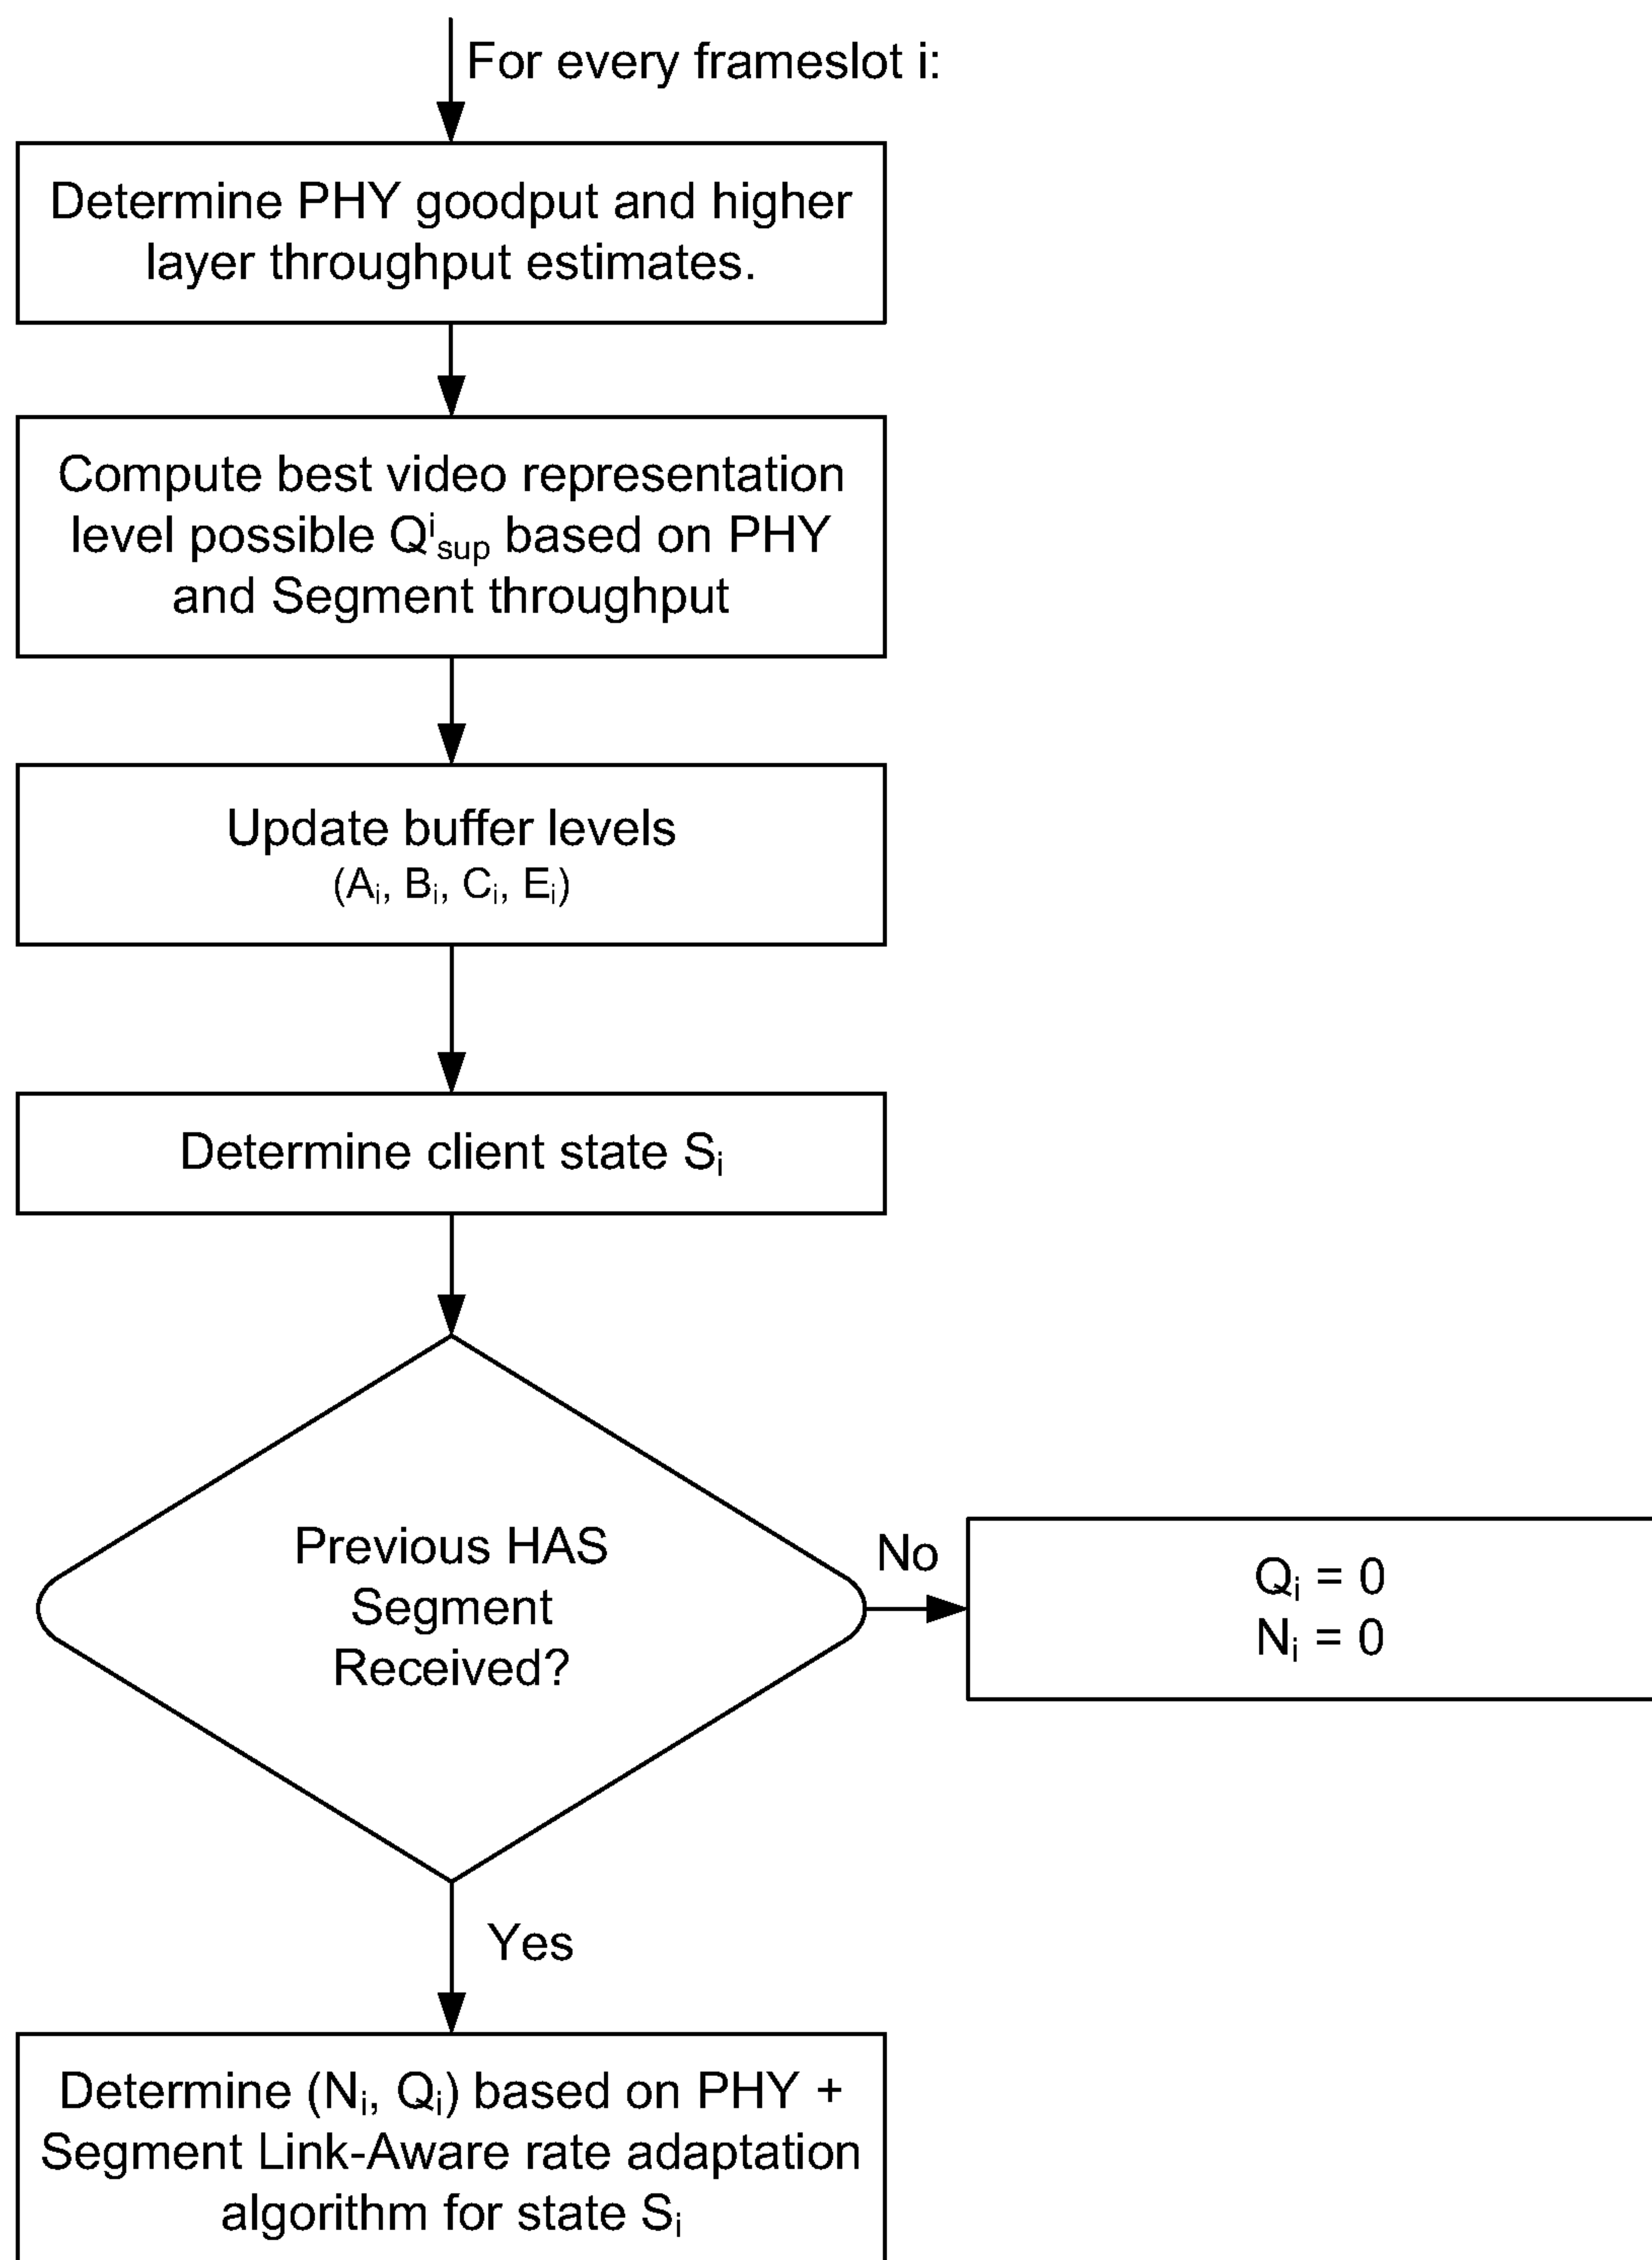 For every frameslot i:
Determine PHY goodput and higher
layer throughput estimates.
Compute best video representation
level possible Qⁱsup based on PHY
and Segment throughput
Update buffer levels
(Aᵢ, Bᵢ, Cᵢ, Eᵢ)
Determine client state Sᵢ
Previous HAS
Segment
Received?
No
Qᵢ = 0
Nᵢ = 0
Yes
Determine (Nᵢ, Qᵢ) based on PHY +
Segment Link-Aware rate adaptation
algorithm for state Sᵢ